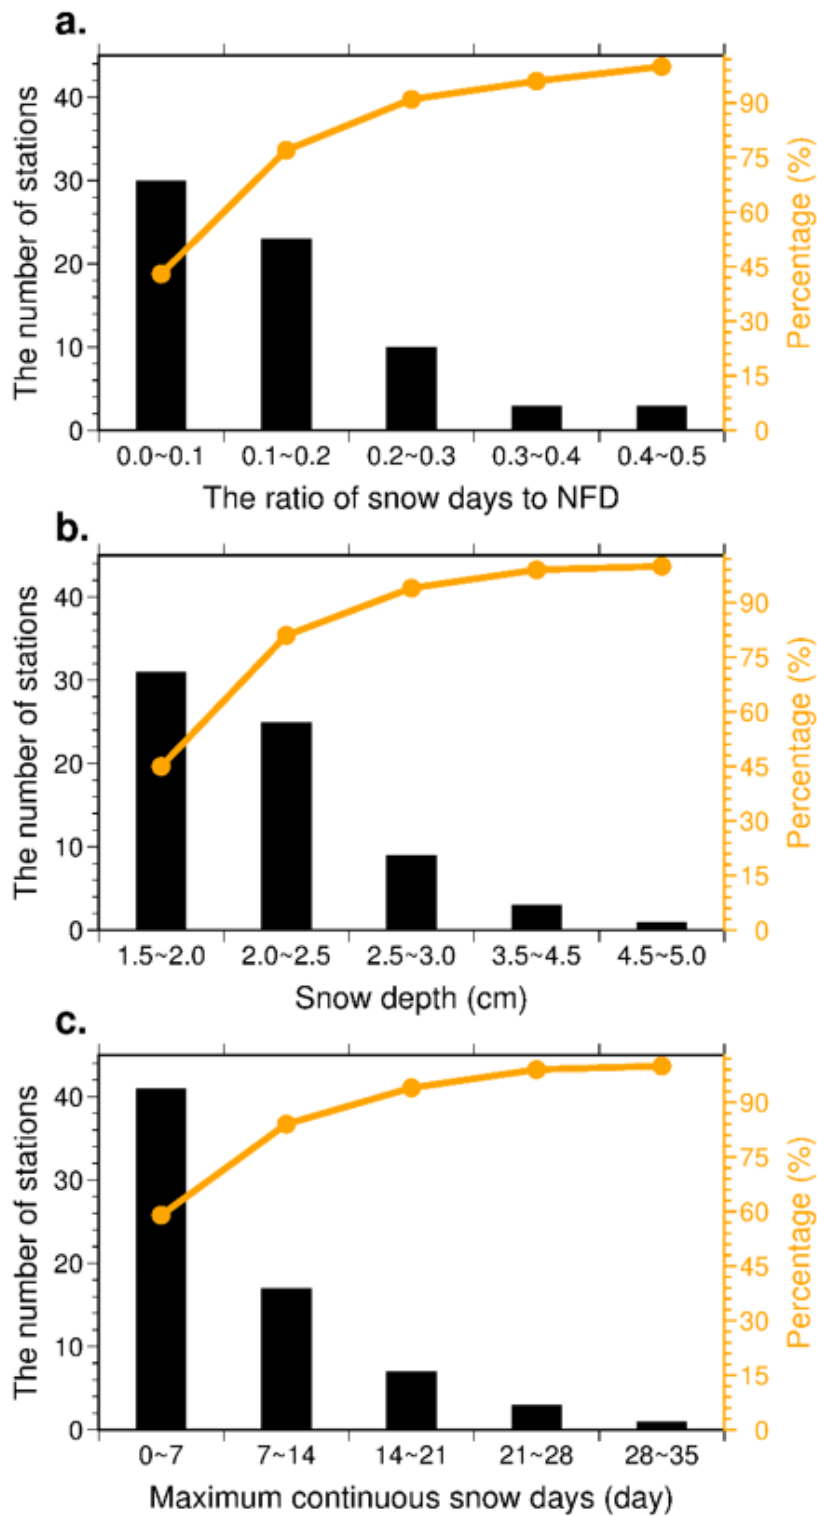 a.
The number of stations
40
30
20
10
0
90
75
60
45
30
15
0
Percentage (%)
0.0~0.1 0.1~0.2 0.2~0.3 0.3~0.4 0.4~0.5
The ratio of snow days to NFD
b.
The number of stations
40
30
20
10
0
90
75
60
45
30
15
0
Percentage (%)
1.5~2.0 2.0~2.5 2.5~3.0 3.5~4.5 4.5~5.0
Snow depth (cm)
c.
The number of stations
40
30
20
10
0
90
75
60
45
30
15
0
Percentage (%)
0~7 7~14 14~21 21~28 28~35
Maximum continuous snow days (day)